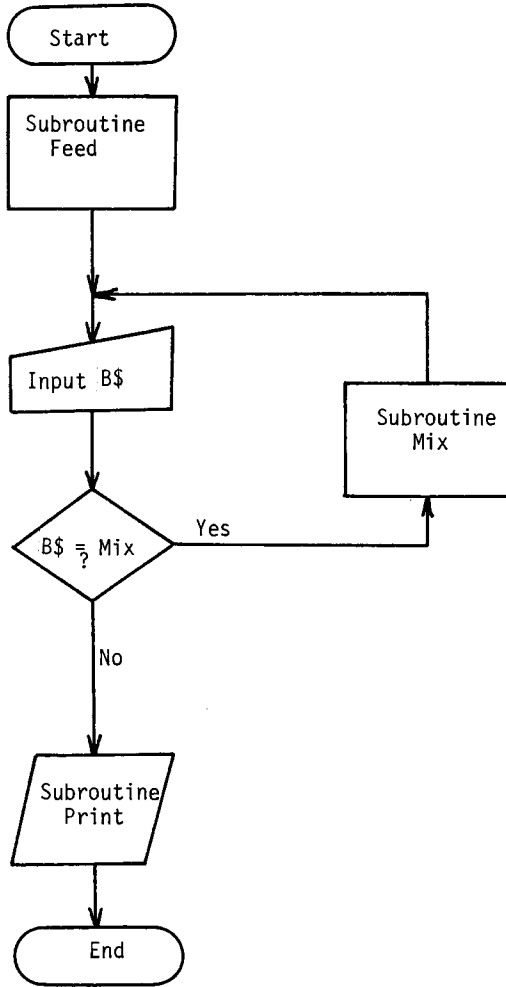 Start
Subroutine
Feed
Input B$
Subroutine
Mix
B$ = Mix
?
Yes
No
Subroutine
Print
End